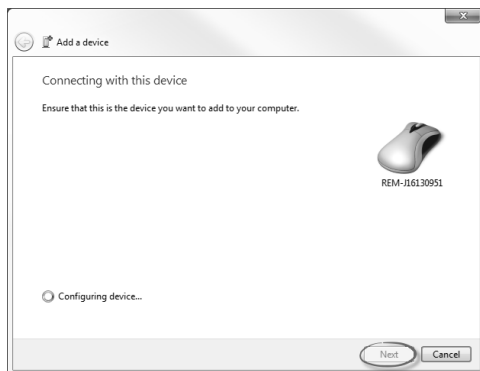 Add a device
Connecting with this device
Ensure that this is the device you want to add to your computer.
REM-J16130951
Configuring device...
Next Cancel